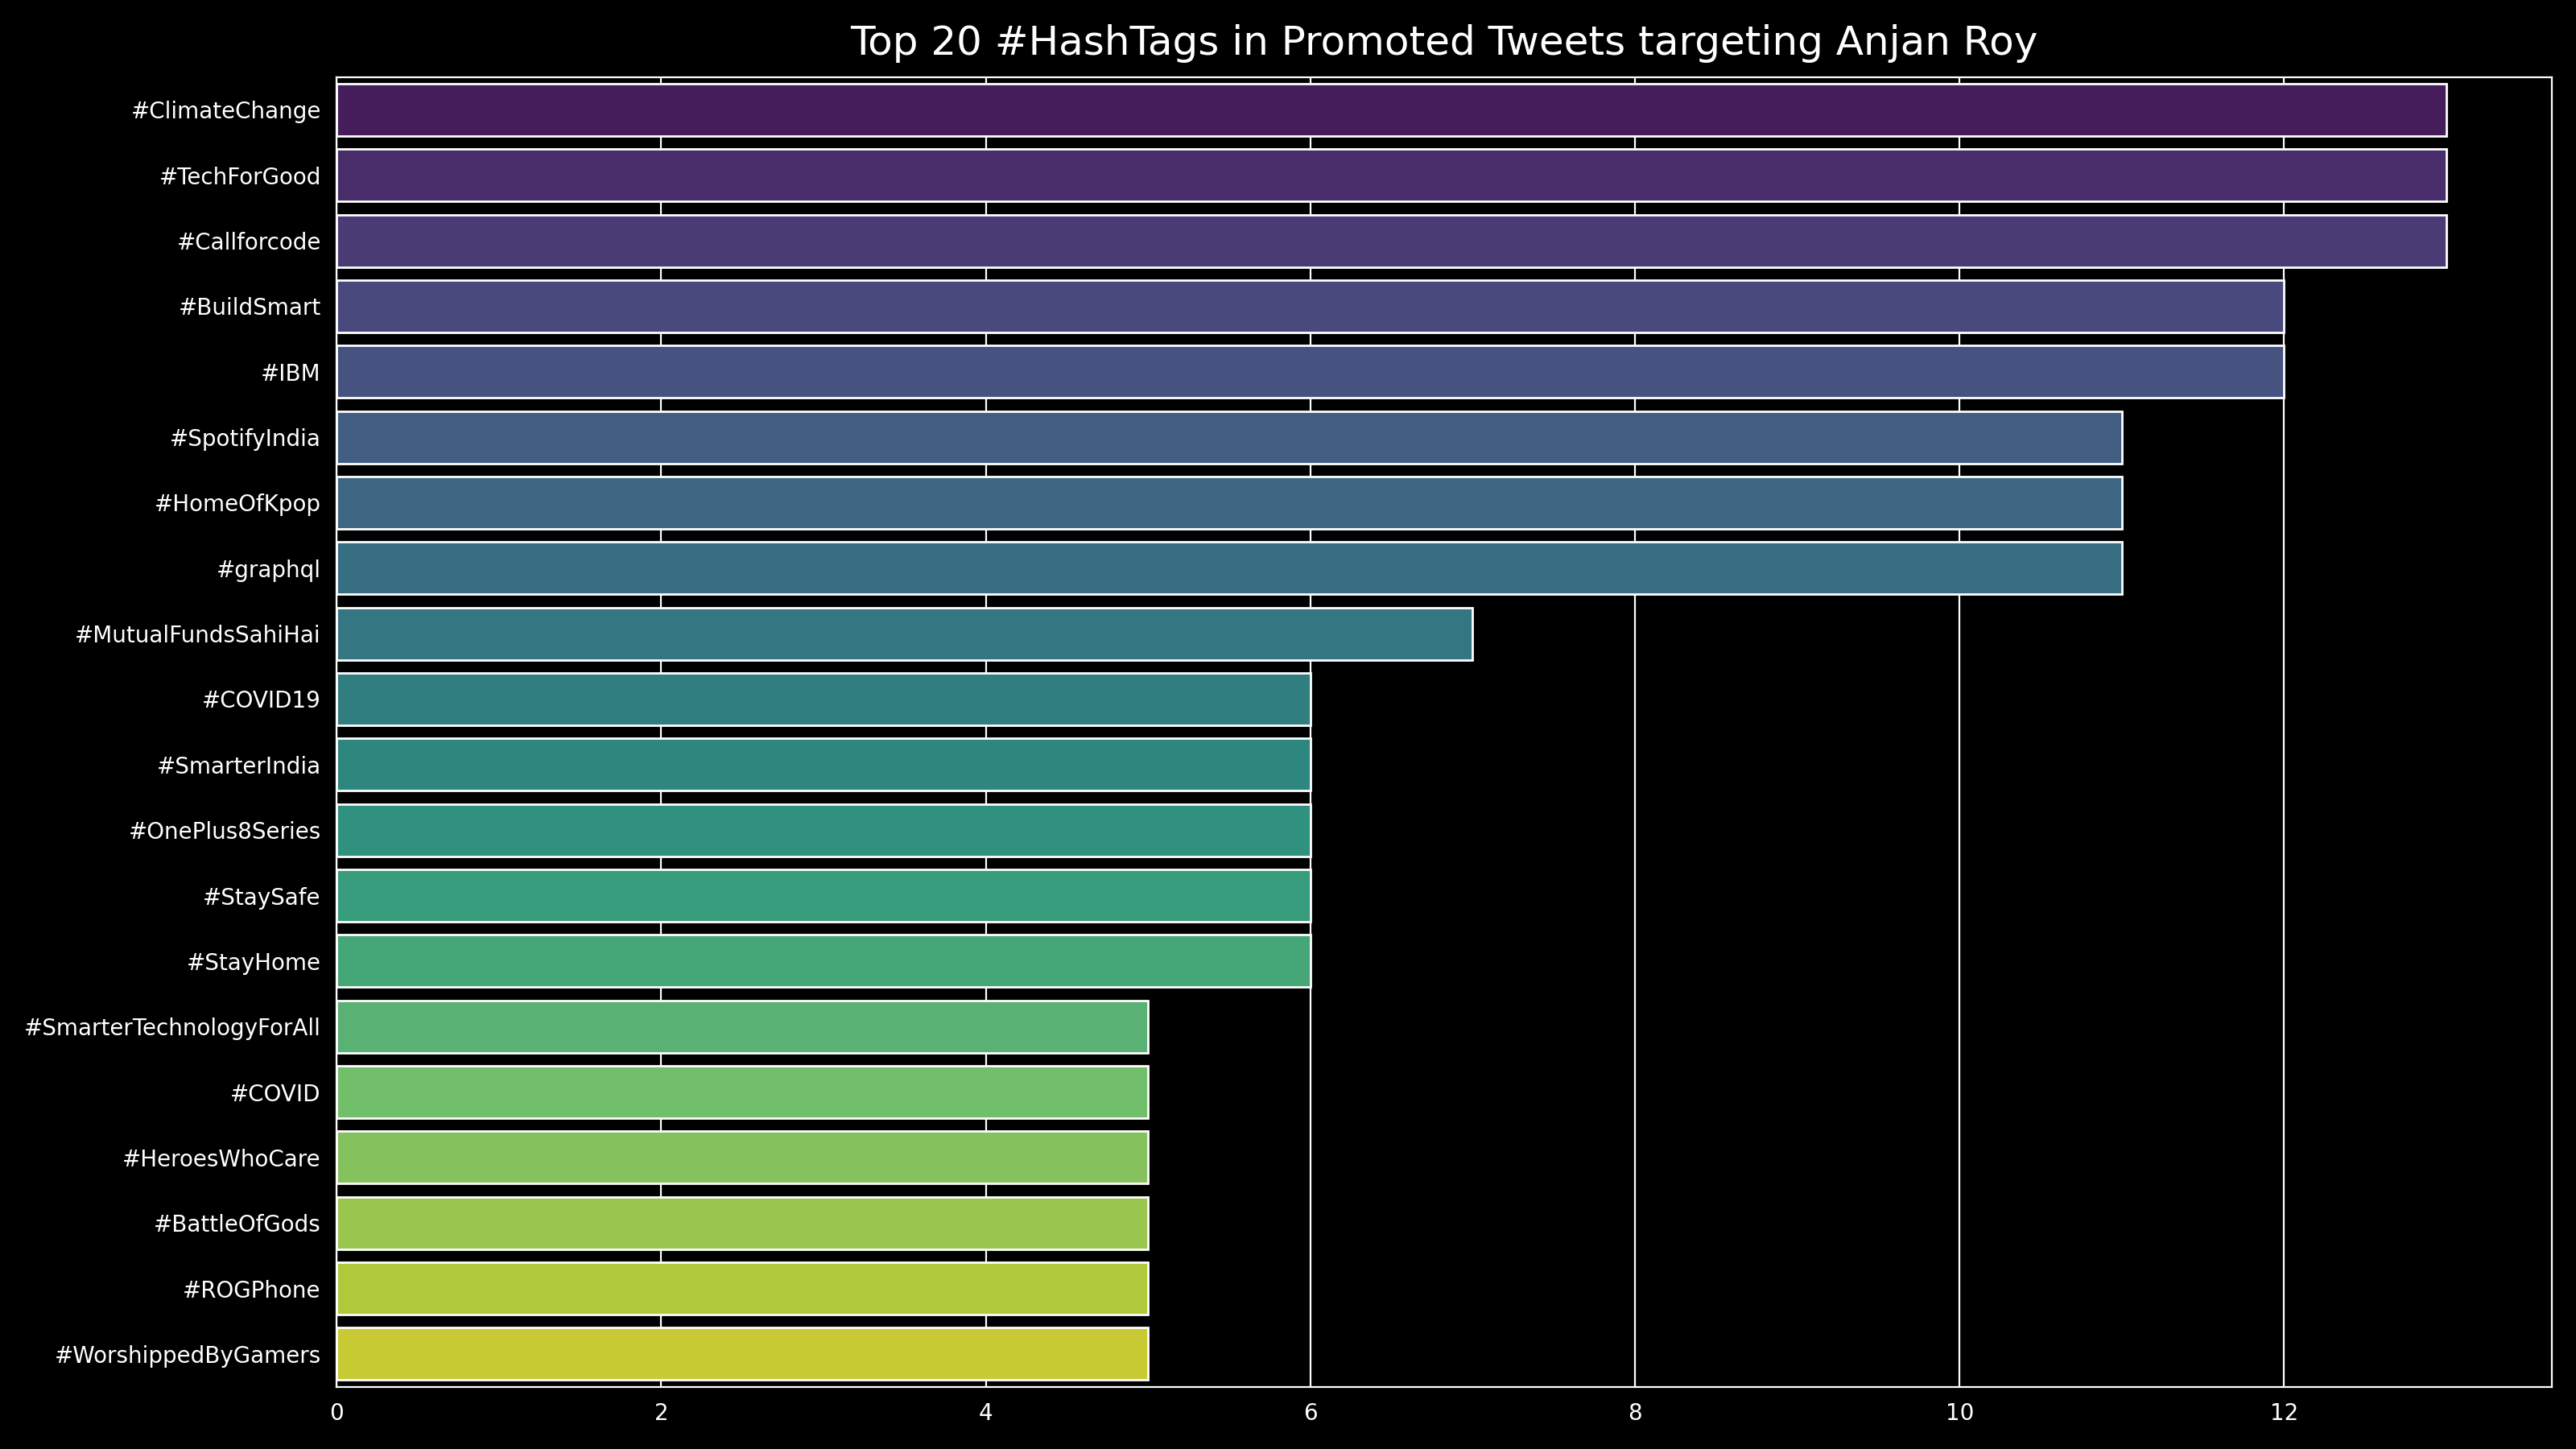 Top 20 #HashTags in Promoted Tweets targeting Anjan Roy
#ClimateChange
#TechForGood
#Callforcode
#BuildSmart
#IBM
#SpotifyIndia
#HomeOfKpop
#graphql
#MutualFundsSahiHai
#COVID19
#SmarterIndia
#OnePlus8Series
#StaySafe
#StayHome
#SmarterTechnologyForAll
#COVID
#HeroesWhoCare
#BattleOfGods
#ROGPhone
#WorshippedByGamers
0 2 4 6 8 10 12